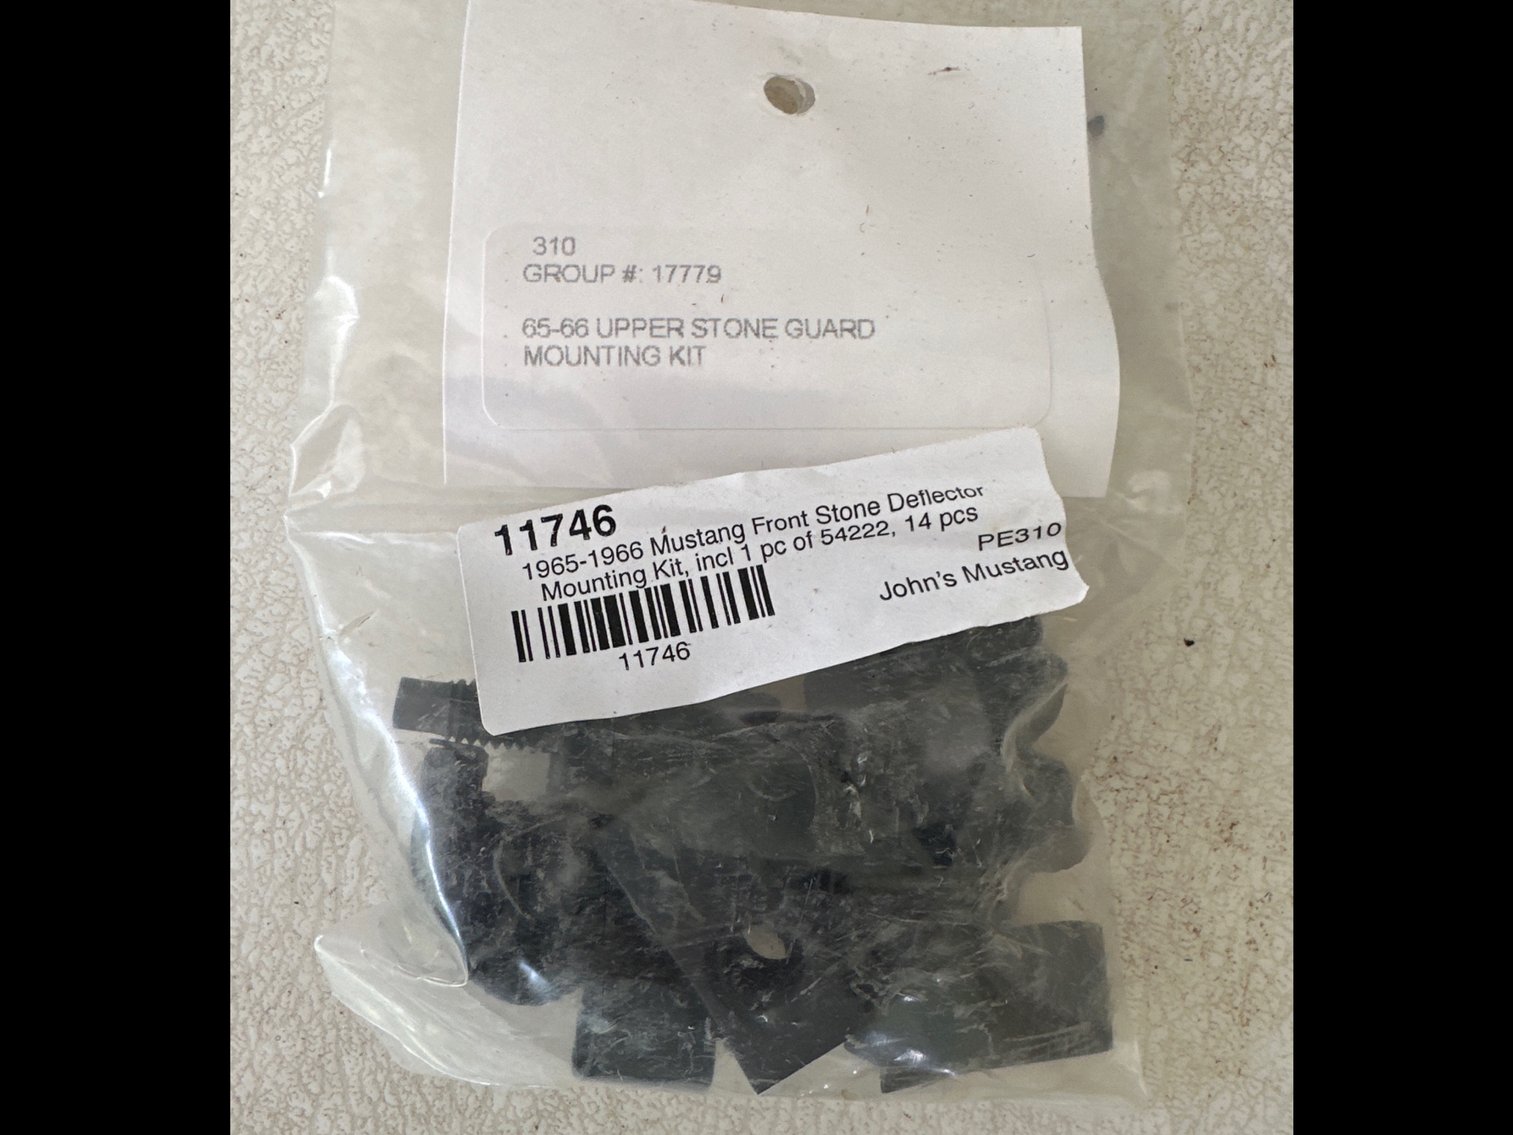 310
GROUP #: 17779
65-66 UPPER STONE GUARD
MOUNTING KIT
11746
1965-1966 Mustang Front Stone Deflector
Mounting Kit, incl 1 pc of 54222, 14 pcs
PE310
John's Mustang
11746